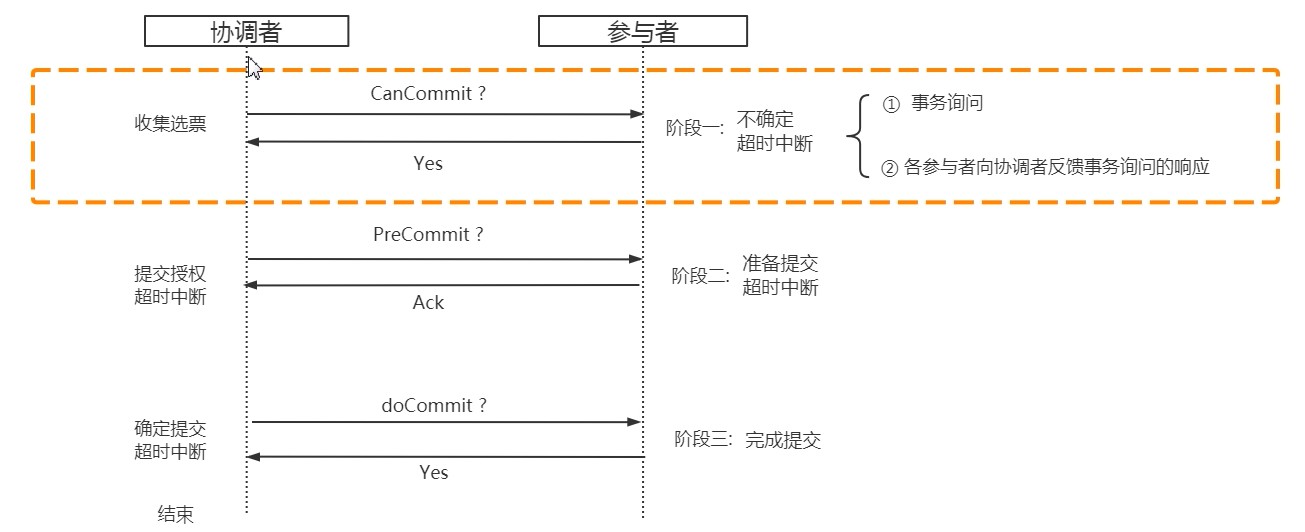 协调者
参与者
CanCommit ?
收集选票
Yes
阶段一:
不确定
超时中断
① 事务询问
② 各参与者向协调者反馈事务询问的响应
PreCommit ?
提交授权
超时中断
Ack
阶段二:
准备提交
超时中断
doCommit ?
确定提交
超时中断
Yes
阶段三:
完成提交
结束